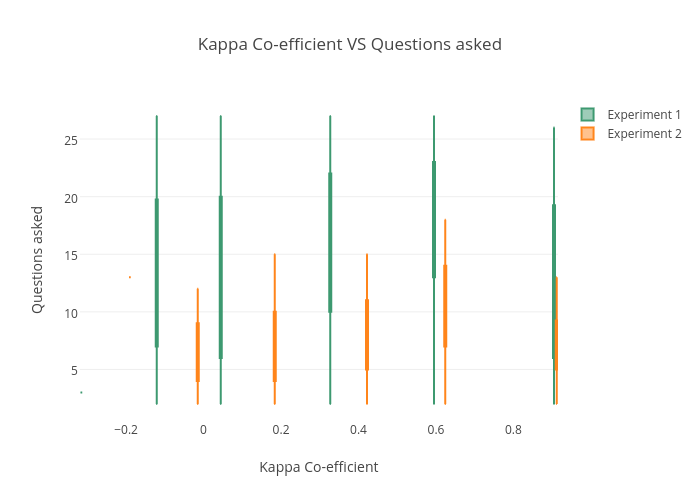 Kappa Co-efficient VS Questions asked
Experiment 1
Experiment 2
25
20
15
10
5
Questions asked
−0.2
0
0.2
0.4
0.6
0.8
Kappa Co-efficient